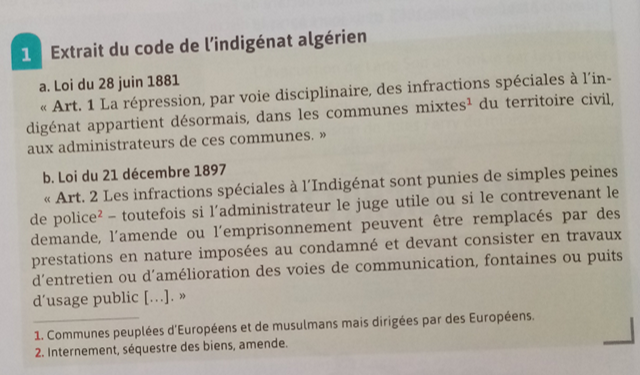 1 Extrait du code de l'indigénat algérien
a. Loi du 28 juin 1881
« Art. 1 La répression, par voie disciplinaire, des infractions spéciales à l'in-
digénat appartient désormais, dans les communes mixtes¹ du territoire civil,
aux administrateurs de ces communes. »
b. Loi du 21 décembre 1897
« Art. 2 Les infractions spéciales à l'Indigénat sont punies de simples peines
de police² – toutefois si l'administrateur le juge utile ou si le contrevenant le
demande, l'amende ou l'emprisonnement peuvent être remplacés par des
prestations en nature imposées au condamné et devant consister en travaux
d'entretien ou d'amélioration des voies de communication, fontaines ou puits
d'usage public [...]. »
1. Communes peuplées d'Européens et de musulmans mais dirigées par des Européens.
2. Internement, séquestre des biens, amende.